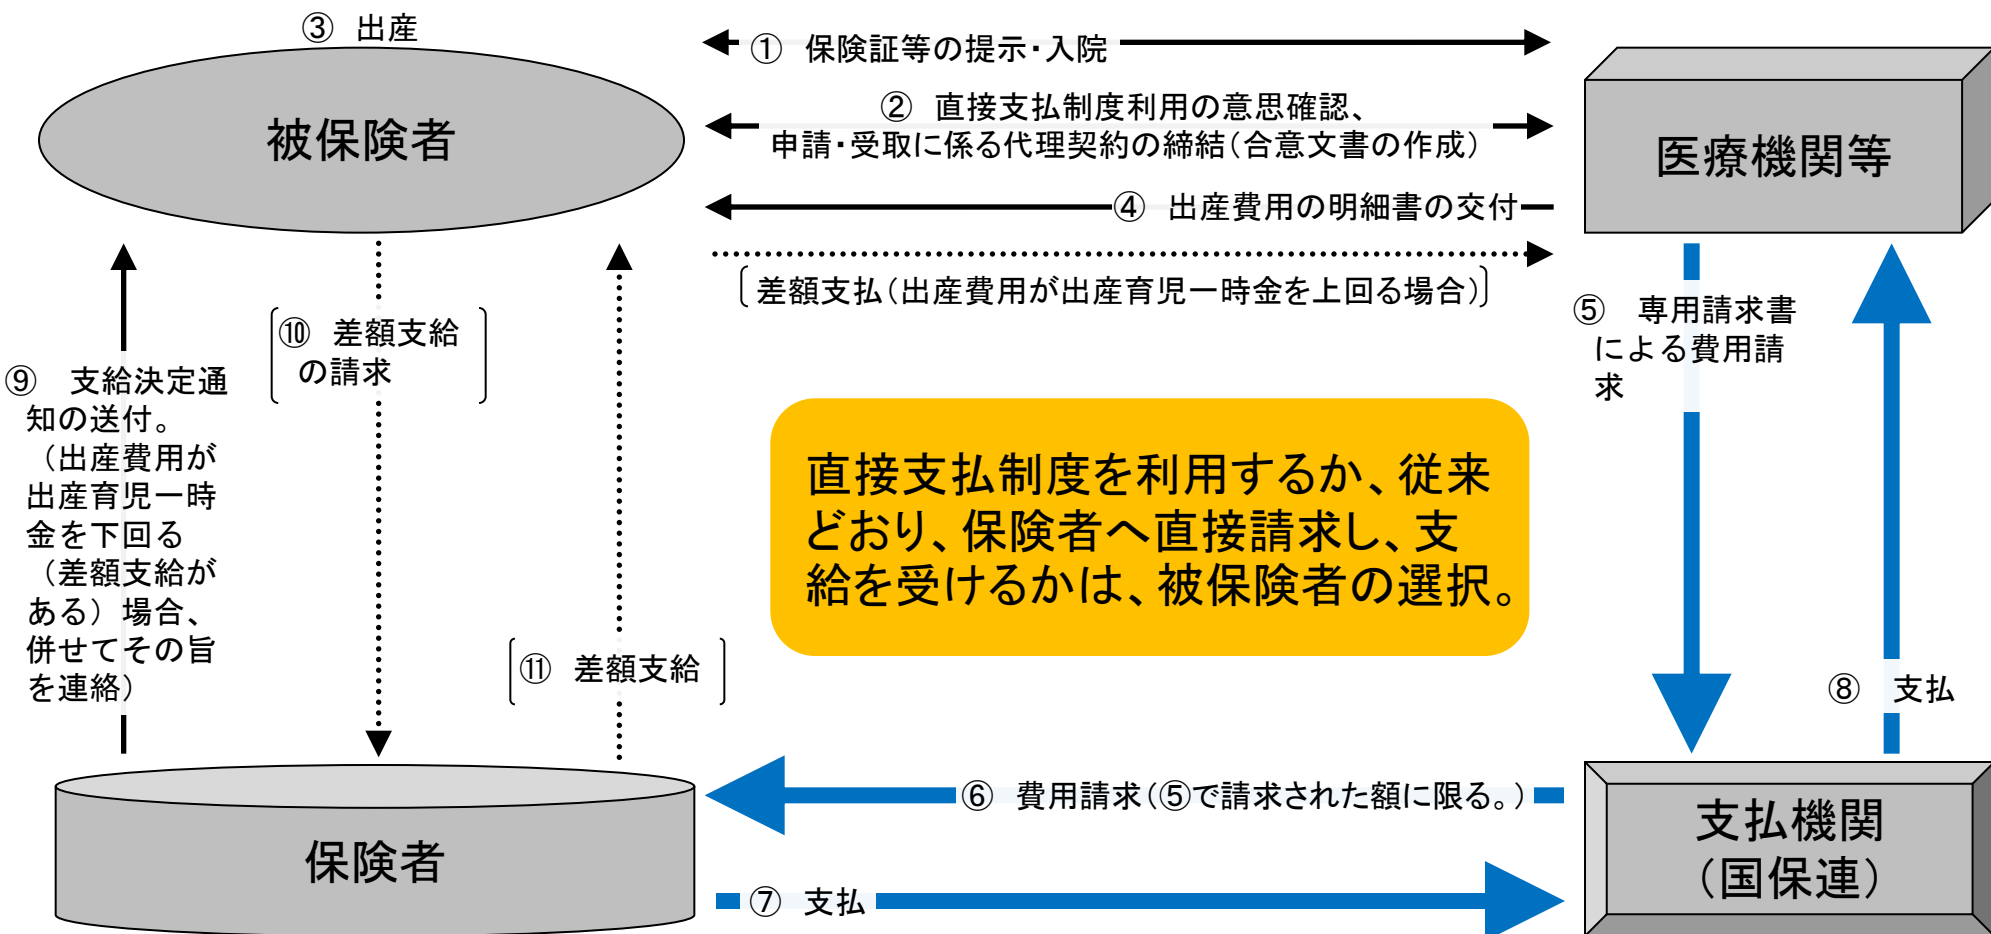 ③ 出産
① 保険証等の提示・入院
被保険者
② 直接支払制度利用の意思確認、
申請・受取に係る代理契約の締結(合意文書の作成)
医療機関等
④ 出産費用の明細書の交付
〔差額支払(出産費用が出産育児一時金を上回る場合)〕
⑩ 差額支給
の請求
⑤ 専用請求書
による費用請
求
⑨ 支給決定通
知の送付。
(出産費用が
出産育児一時
金を下回る
(差額支給が
ある)場合、
併せてその旨
を連絡)
直接支払制度を利用するか、従来
どおり、保険者へ直接請求し、支
給を受けるかは、被保険者の選択。
⑪ 差額支給
⑧ 支払
⑥ 費用請求(⑤で請求された額に限る。)
保険者
支払機関
(国保連)
⑦ 支払